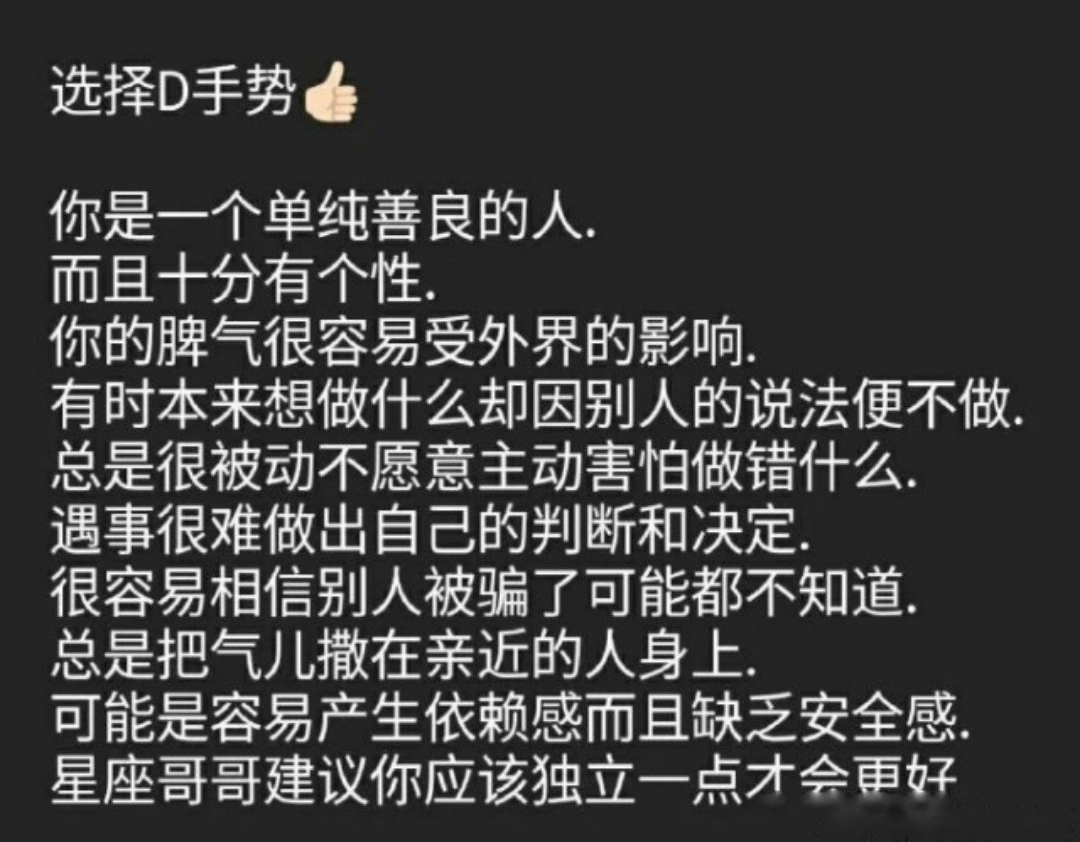 选择D手势👍🏻
你是一个单纯善良的人.
而且十分有个性.
你的脾气很容易受外界的影响.
有时本来想做什么却因别人的说法便不做.
总是很被动不愿意主动害怕做错什么.
遇事很难做出自己的判断和决定.
很容易相信别人被骗了可能都不知道.
总是把气儿撒在亲近的人身上.
可能是容易产生依赖感而且缺乏安全感.
星座哥哥建议你应该独立一点才会更好